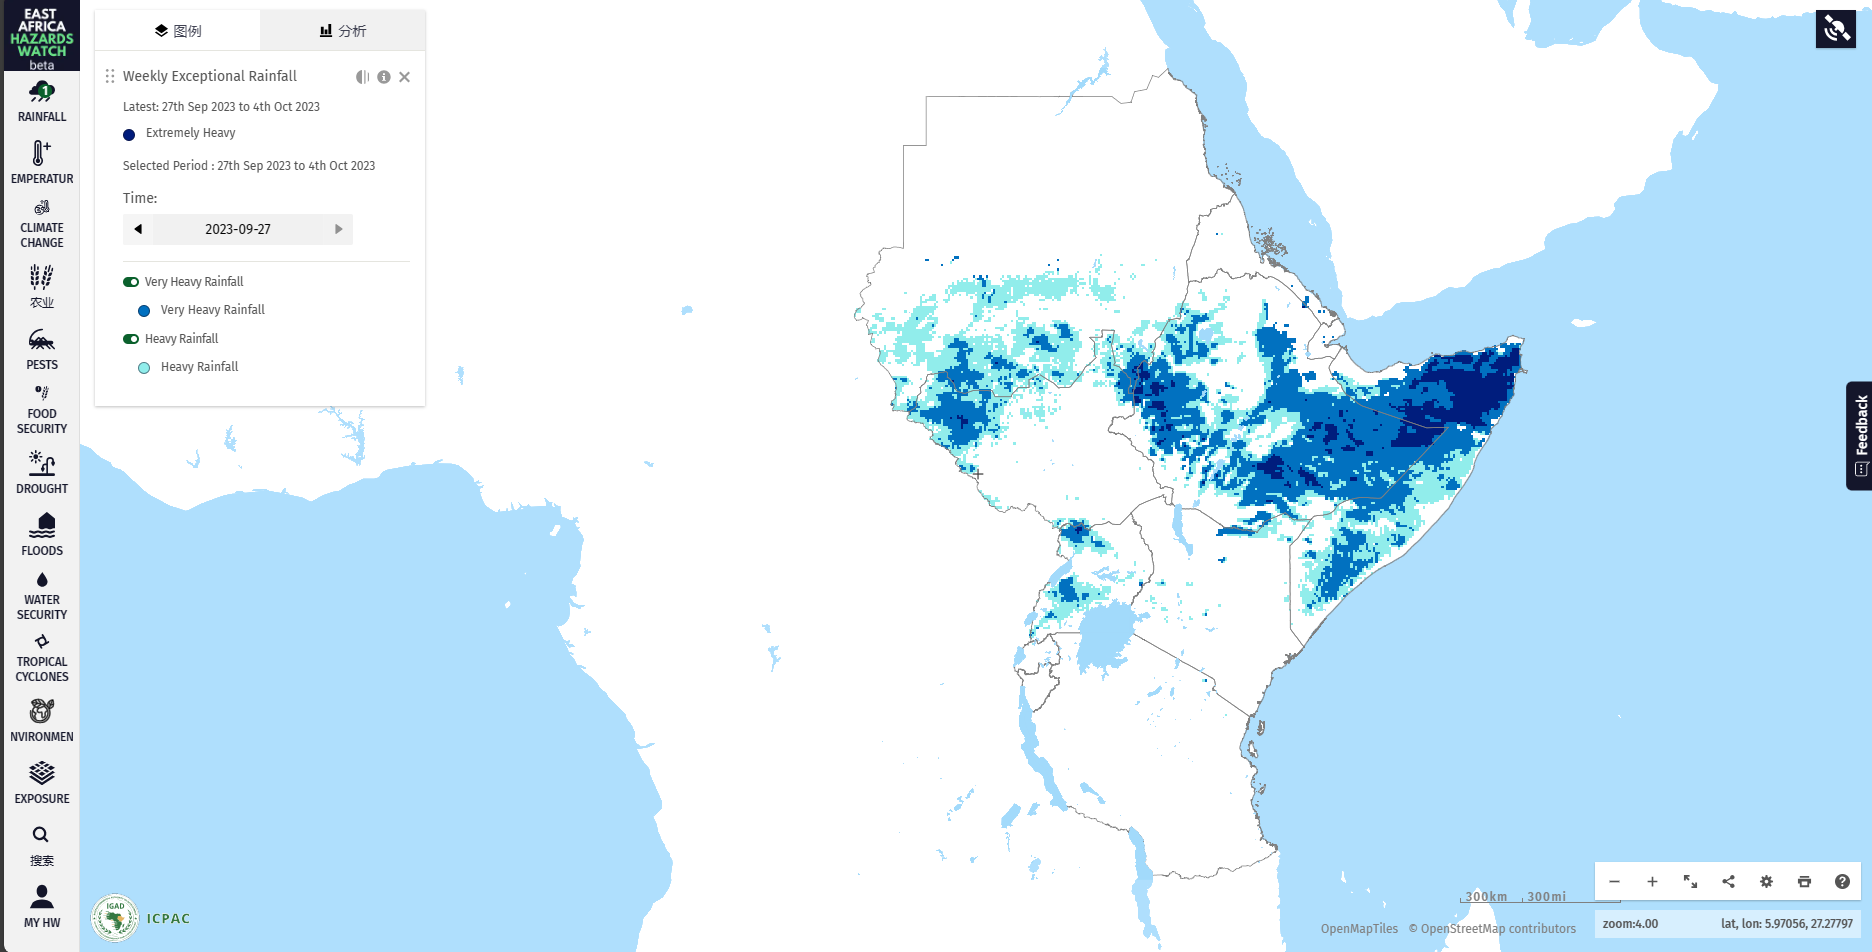 EAST
AFRICA
HAZARDS
WATCH
beta
1
RAINFALL
EMPERATUR
CLIMATE
CHANGE
农业
PESTS
FOOD
SECURITY
DROUGHT
FLOODS
WATER
SECURITY
TROPICAL
CYCLONES
NVIRONMEN
EXPOSURE
搜索
MY HW
图例
分析
Weekly Exceptional Rainfall
Latest: 27th Sep 2023 to 4th Oct 2023
Extremely Heavy
Selected Period : 27th Sep 2023 to 4th Oct 2023
Time:
2023-09-27
Very Heavy Rainfall
Very Heavy Rainfall
Heavy Rainfall
Heavy Rainfall
Feedback
IGAD
ICPAC
300km
300mi
OpenMapTiles © OpenStreetMap contributors
zoom:4.00
lat, lon: 5.97056, 27.27797